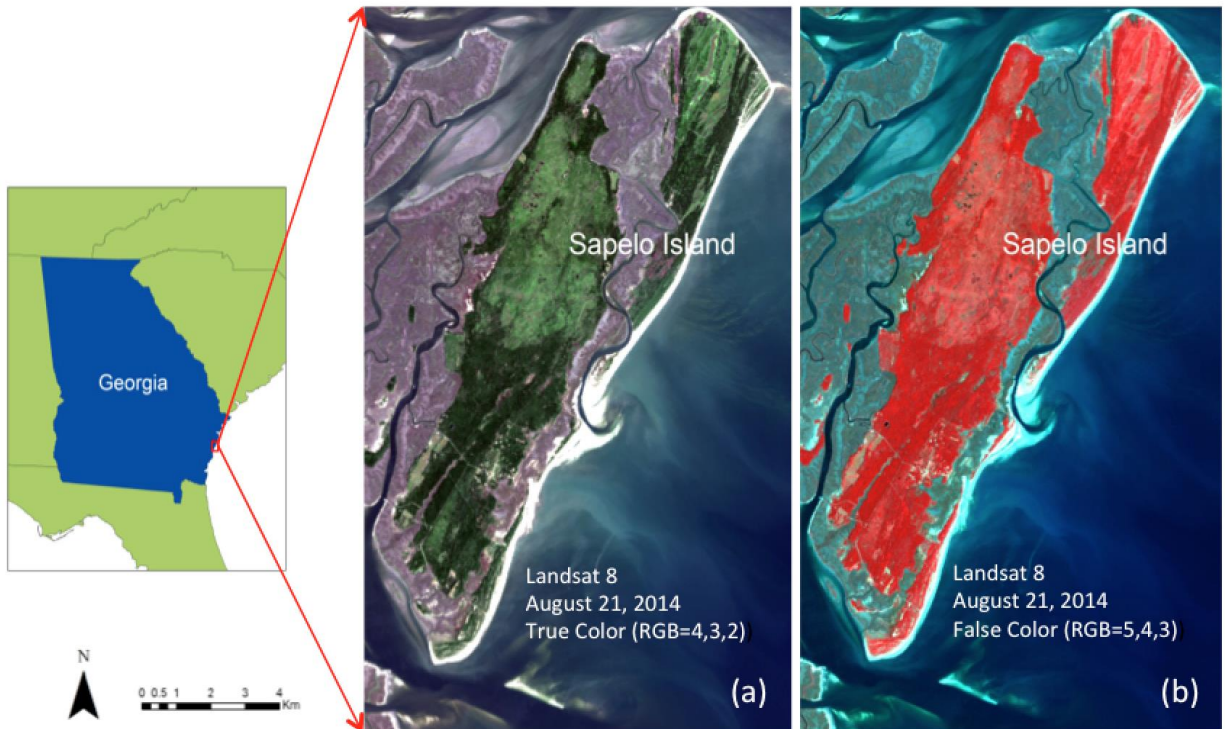 Georgia
N
0 0.5 1 2 3 4
Km
Sapelo Island
Landsat 8
August 21, 2014
True Color (RGB=4,3,2)
(a)
Sapelo Island
Landsat 8
August 21, 2014
False Color (RGB=5,4,3)
(b)